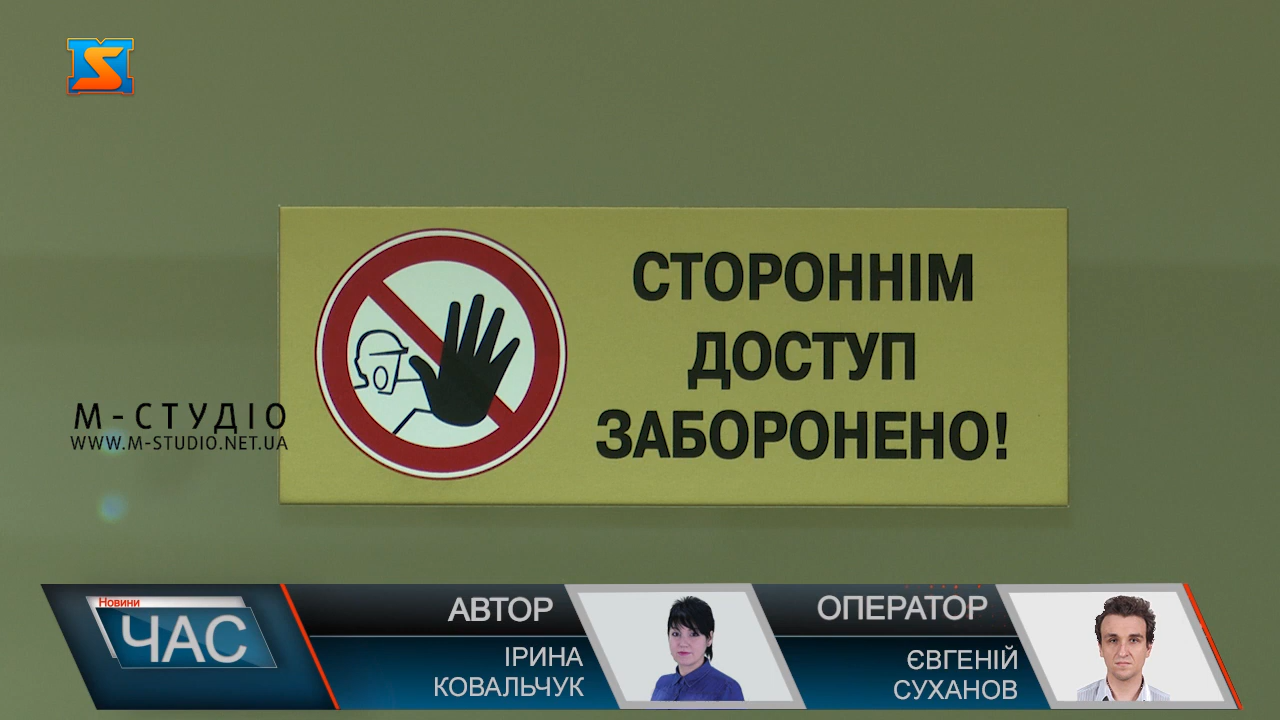 СТОРОННІМ
ДОСТУП
ЗАБОРОНЕНО!
М-СТУДІО
WWW.M-STUDIO.NET.UA
Новини
ЧАС
АВТОР
ІРИНА
КОВАЛЬЧУК
ОПЕРАТОР
ЄВГЕНІЙ
СУХАНОВ